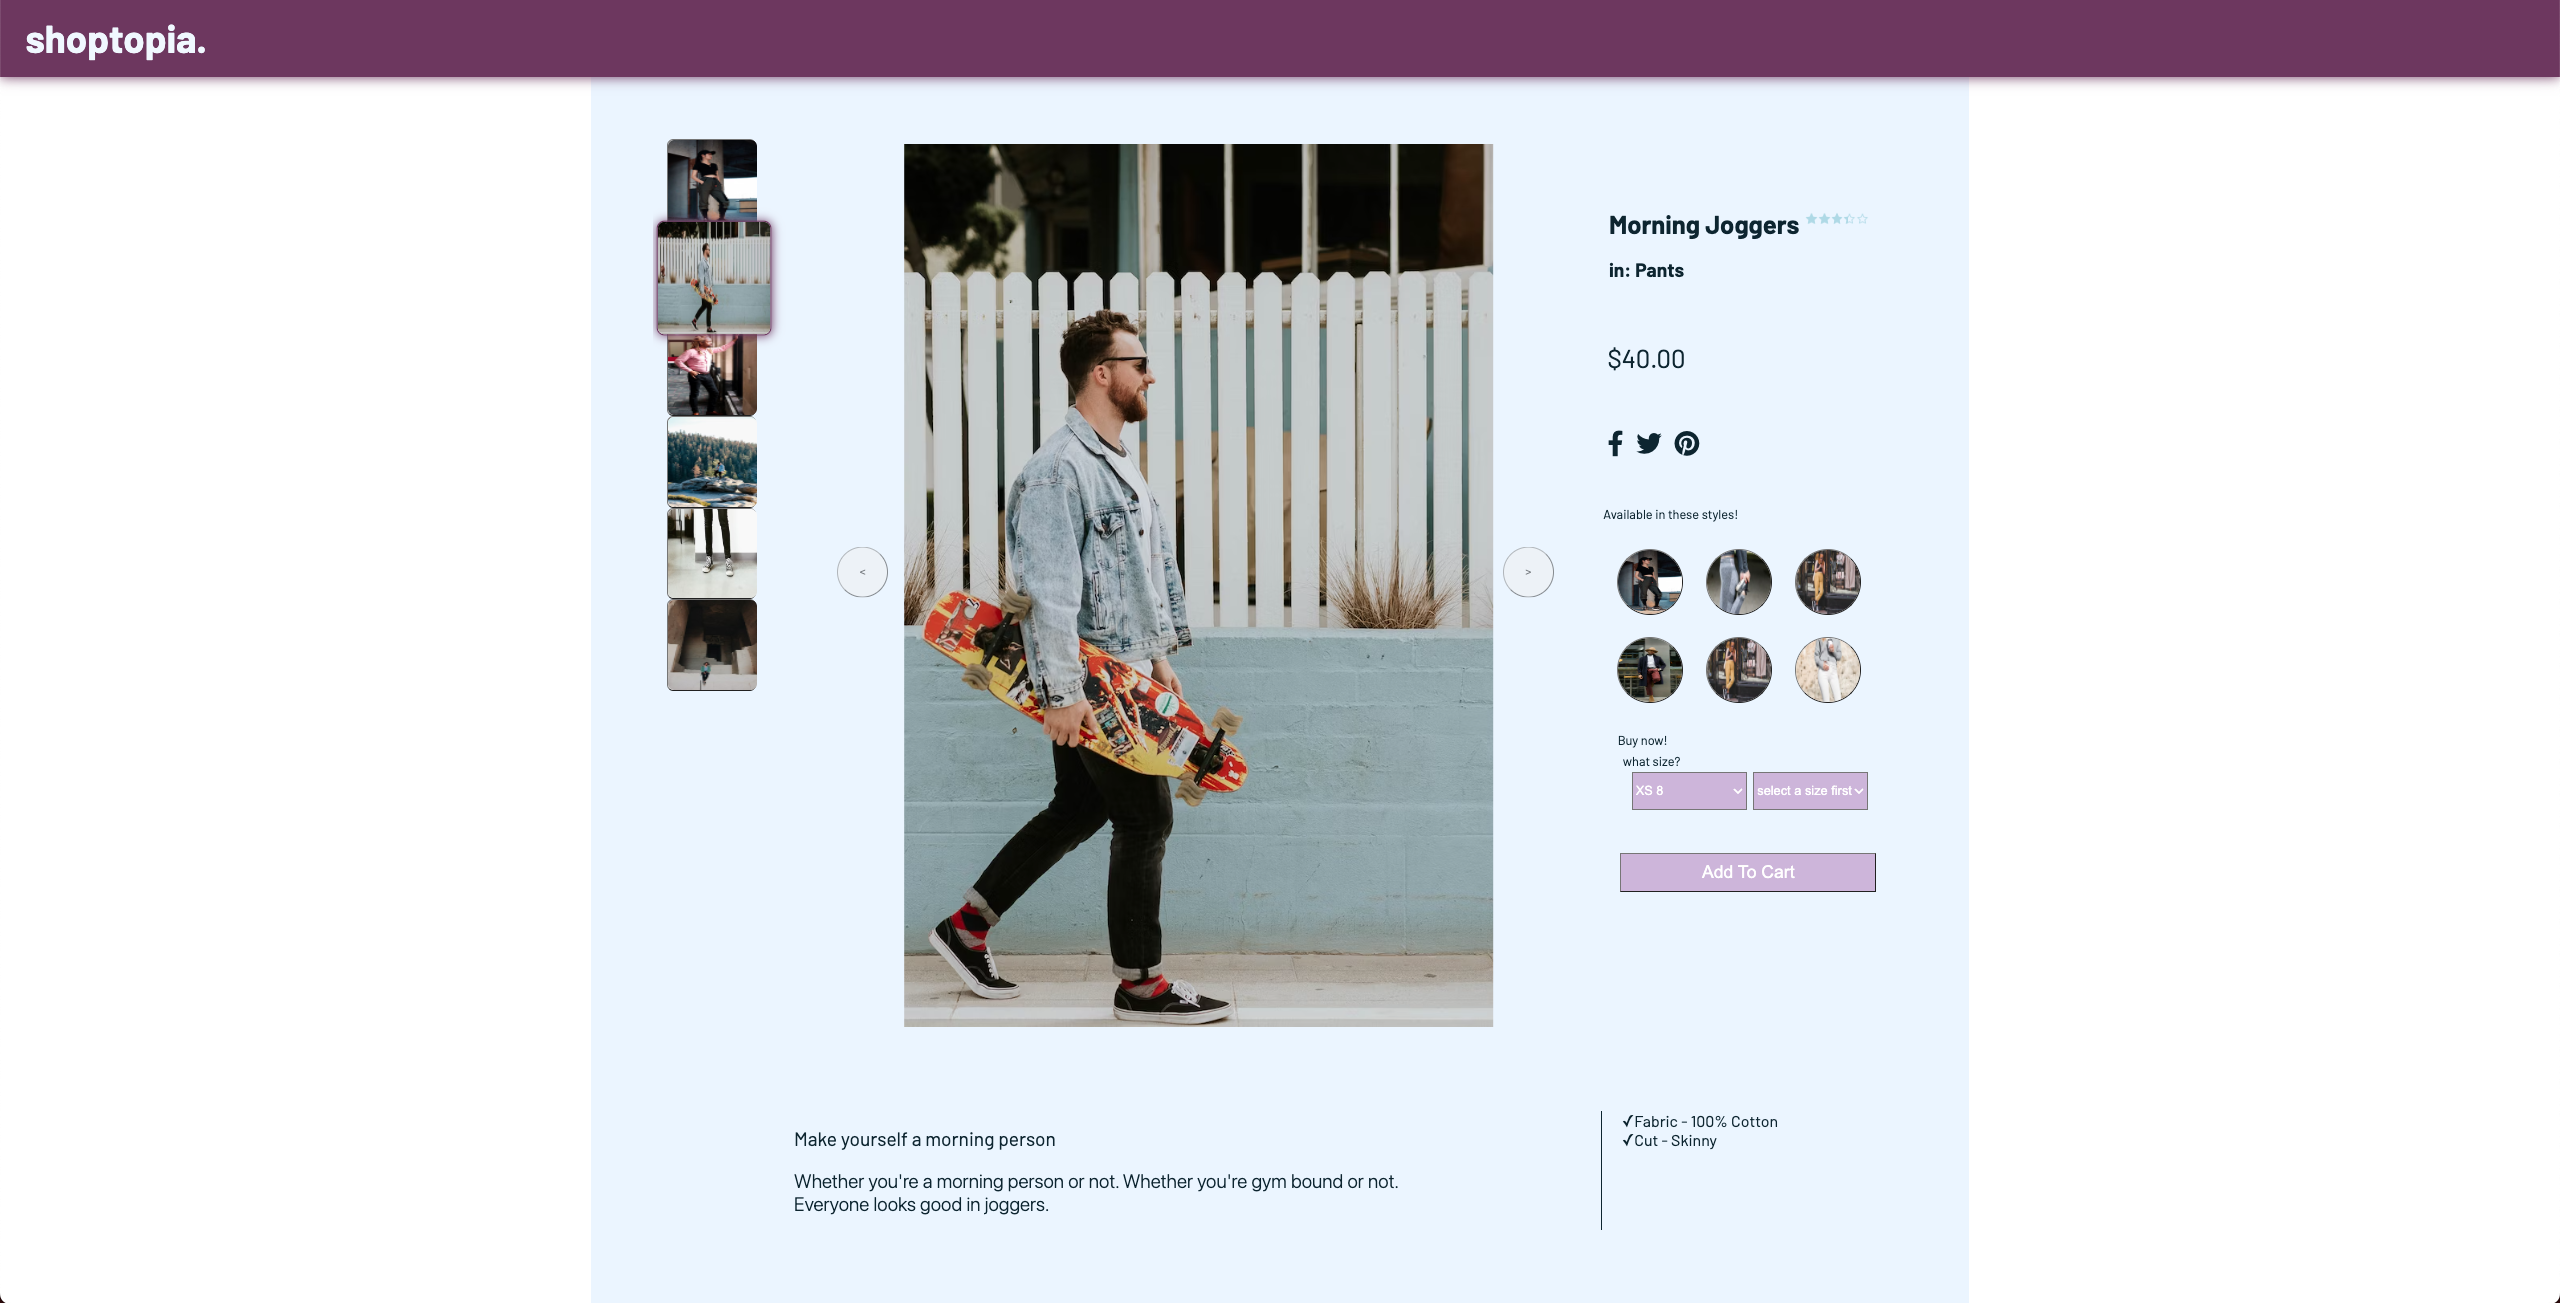 shoptopia.
Morning Joggers
in: Pants
$40.00
Available in these styles!
<
>
Buy now!
what size?
XS 8
select a size first
Add To Cart
Make yourself a morning person
Whether you're a morning person or not. Whether you're gym bound or not.
Everyone looks good in joggers.
✓Fabric - 100% Cotton
✓Cut - Skinny